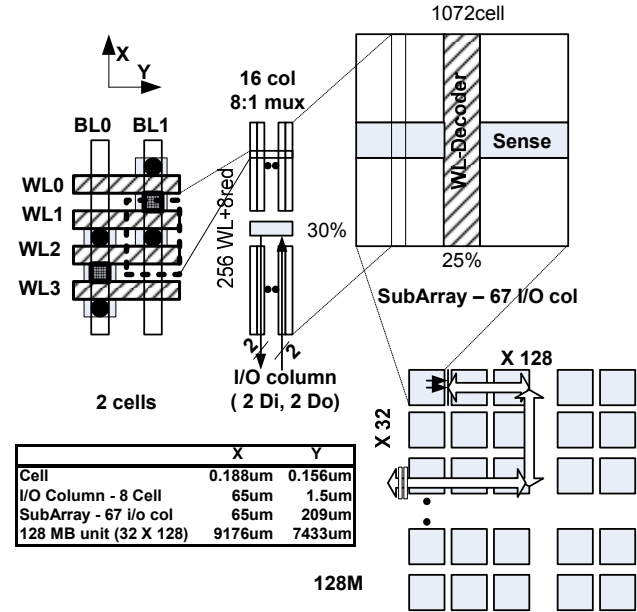 1072cell
X
Y
16 col
8:1 mux
BL0 BL1
WL0
WL1
WL2
WL3
256 WL+8red
30%
WL-Decoder
Sense
25%
SubArray – 67 I/O col
2
2
I/O column
( 2 Di, 2 Do)
2 cells
X 128
X 32
X Y
Cell 0.188um 0.156um
I/O Column - 8 Cell 65um 1.5um
SubArray - 67 i/o col 65um 209um
128 MB unit (32 X 128) 9176um 7433um
128M